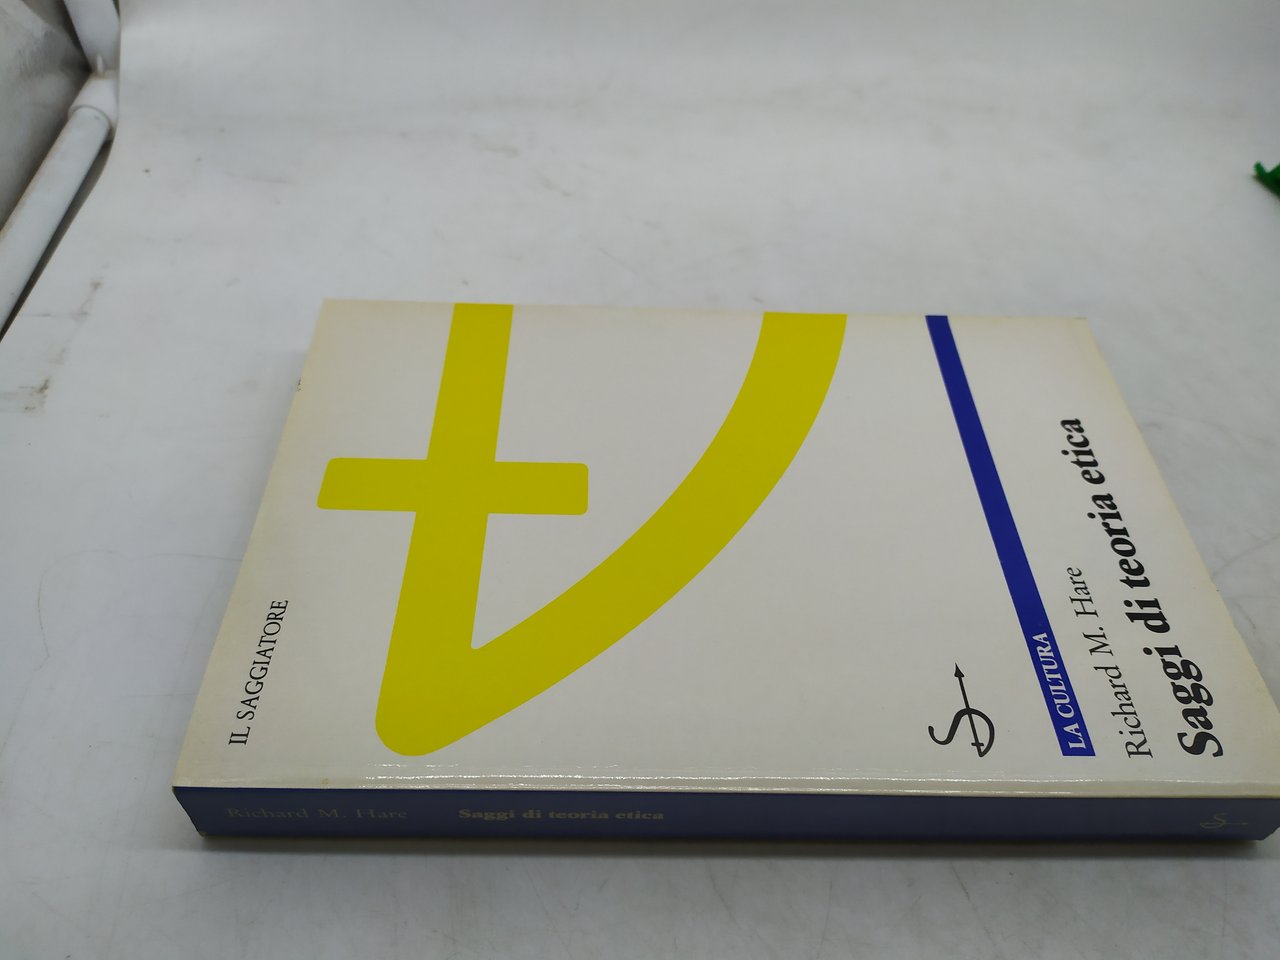 LA CULTURA
Richard M. Hare
Saggi di teoria etica
IL SAGGIATORE
Richard M. Hare Saggi di teoria etica